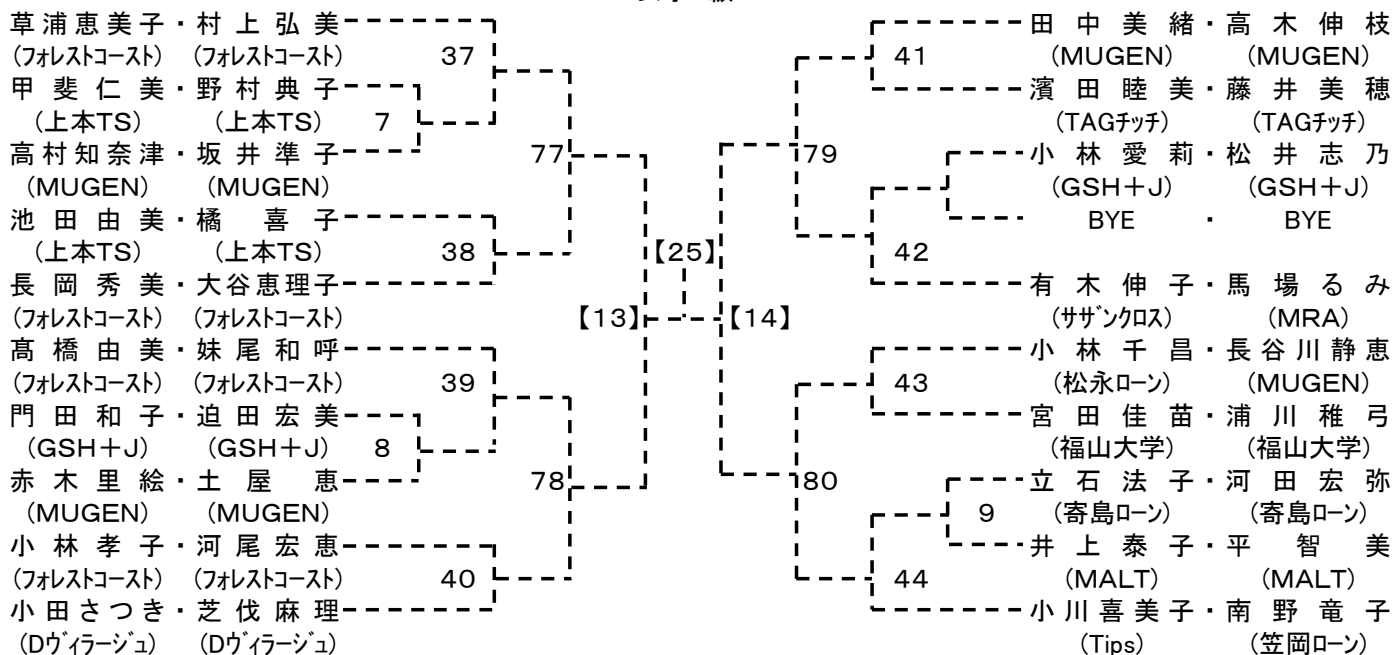 草浦恵美子・村上弘美
(フォレストコースト) (フォレストコースト) 37
甲斐仁美・野村典子
(上本TS) (上本TS) 7
高村知奈津・坂井準子 77
(MUGEN) (MUGEN)
池田由美・橘喜子
(上本TS) (上本TS) 38
長岡秀美・大谷恵理子
(フォレストコースト) (フォレストコースト)
【13】
髙橋由美・妹尾和呼
(フォレストコースト) (フォレストコースト) 39
門田和子・迫田宏美
(GSH+J) (GSH+J) 8
赤木里絵・土屋恵 78
(MUGEN) (MUGEN)
小林孝子・河尾宏恵
(フォレストコースト) (フォレストコースト) 40
小田さつき・芝伐麻理
(Dヴィラージュ) (Dヴィラージュ)
【25】
田中美緒・高木伸枝
41 (MUGEN) (MUGEN)
濱田睦美・藤井美穂
(TAGチッチ) (TAGチッチ)
79 小林愛莉・松井志乃
(GSH+J) (GSH+J)
BYE・BYE
42
有木伸子・馬場るみ
(サザンクロス) (MRA)
【14】
小林千昌・長谷川静恵
43 (松永ローン) (MUGEN)
宮田佳苗・浦川稚弓
(福山大学) (福山大学)
80 立石法子・河田宏弥
9 (寄島ローン) (寄島ローン)
井上泰子・平智美
44 (MALT) (MALT)
小川喜美子・南野竜子
(Tips) (笠岡ローン)